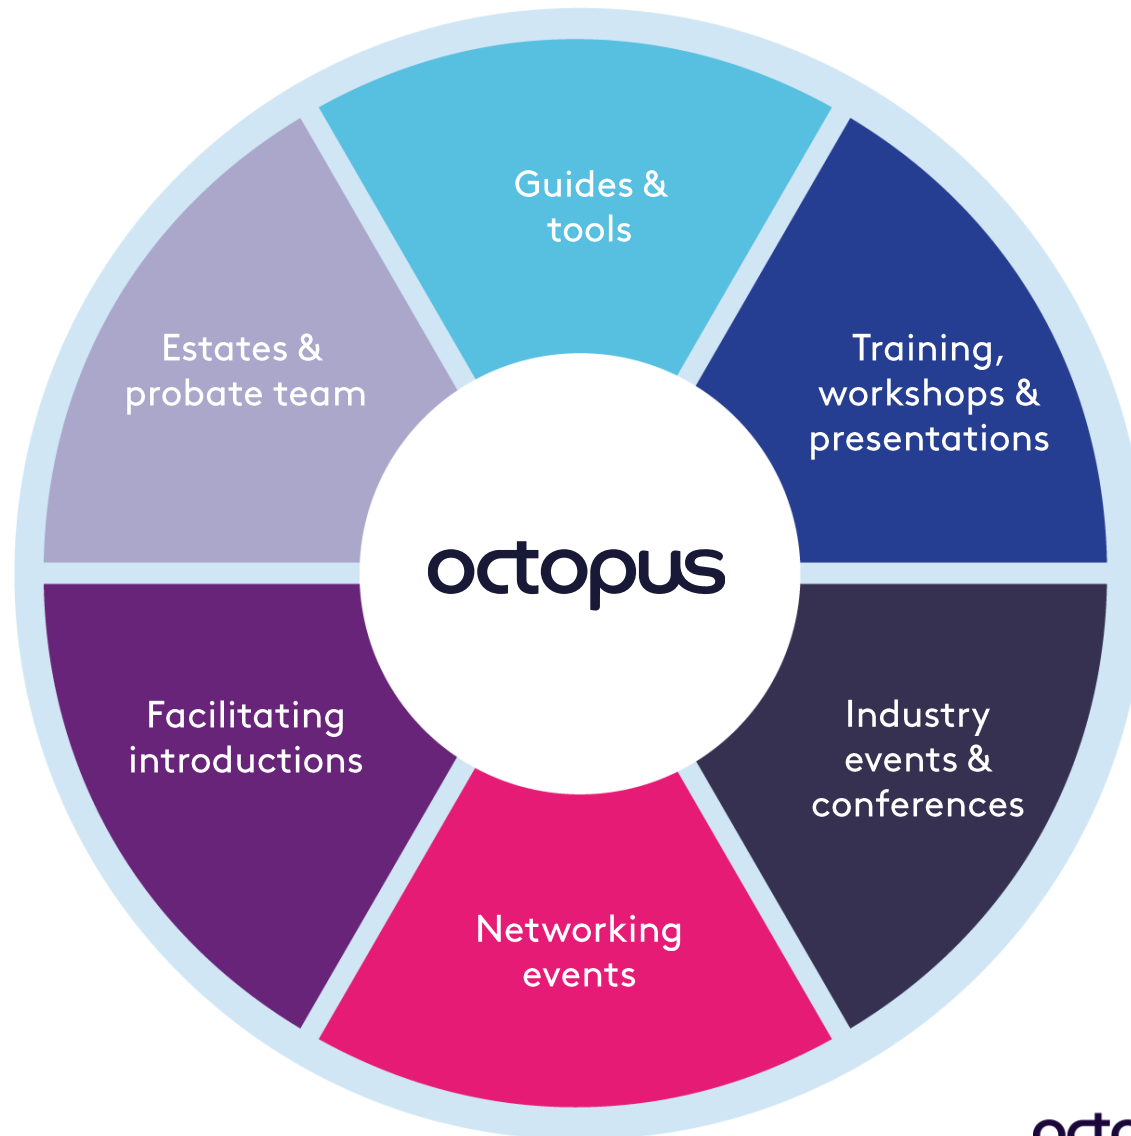 Guides &
tools
Training,
workshops &
presentations
Industry
events &
conferences
Networking
events
Facilitating
introductions
Estates &
probate team
octopus